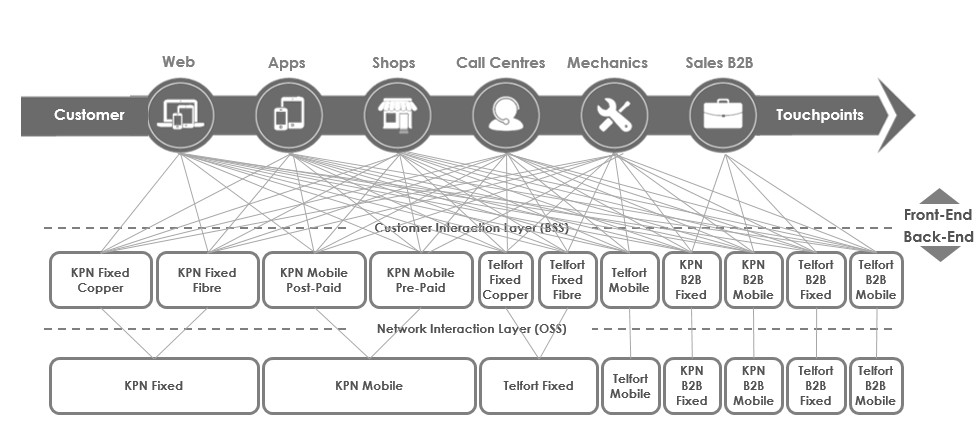 Web
Apps
Shops
Call Centres
Mechanics
Sales B2B
Customer
Touchpoints
Front-End
Back-End
Customer Interaction Layer (BSS)
KPN Fixed
Copper
KPN Fixed
Fibre
KPN Mobile
Post-Paid
KPN Mobile
Pre-Paid
Telfort
Fixed
Copper
Telfort
Fixed
Fibre
Telfort
Mobile
KPN
B2B
Fixed
KPN
B2B
Mobile
Telfort
B2B
Fixed
Telfort
B2B
Mobile
Network Interaction Layer (OSS)
KPN Fixed
KPN Mobile
Telfort Fixed
Telfort
Mobile
KPN
B2B
Fixed
KPN
B2B
Mobile
Telfort
B2B
Fixed
Telfort
B2B
Mobile